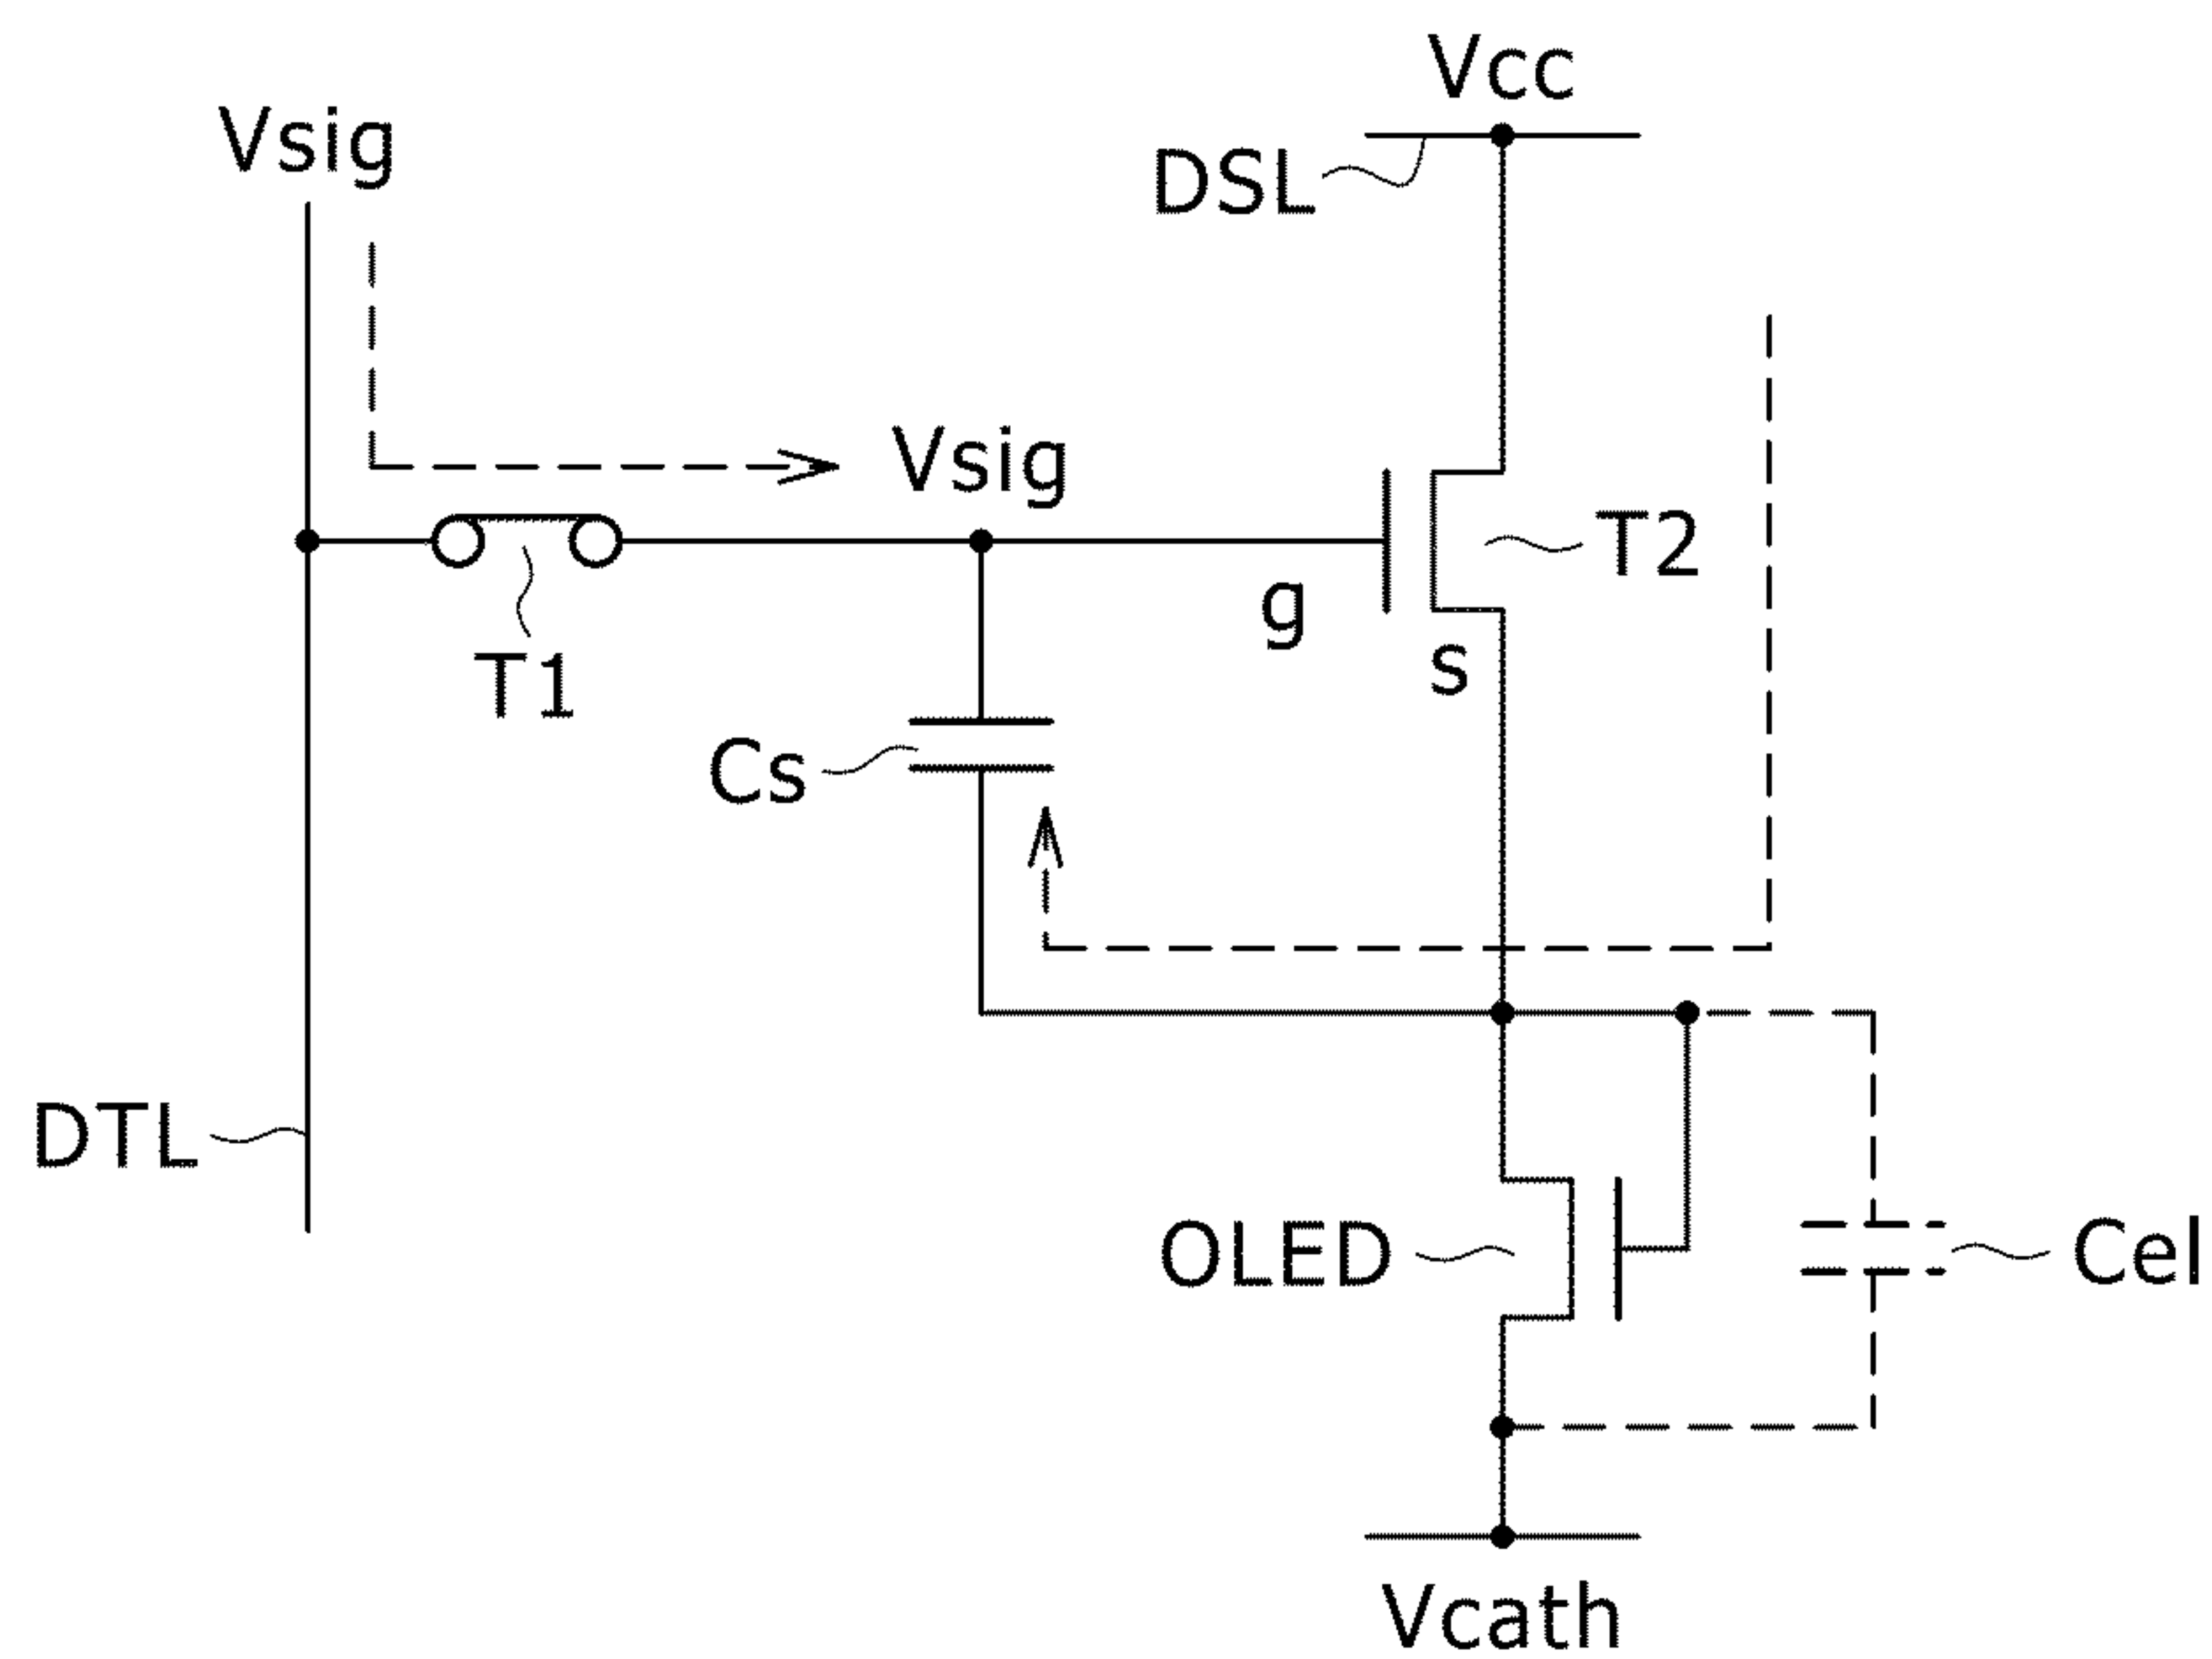 Vcc
Vsig
DSL
Vsig
T2
g
s
T1
Cs
DTL
OLED
Cel
Vcath